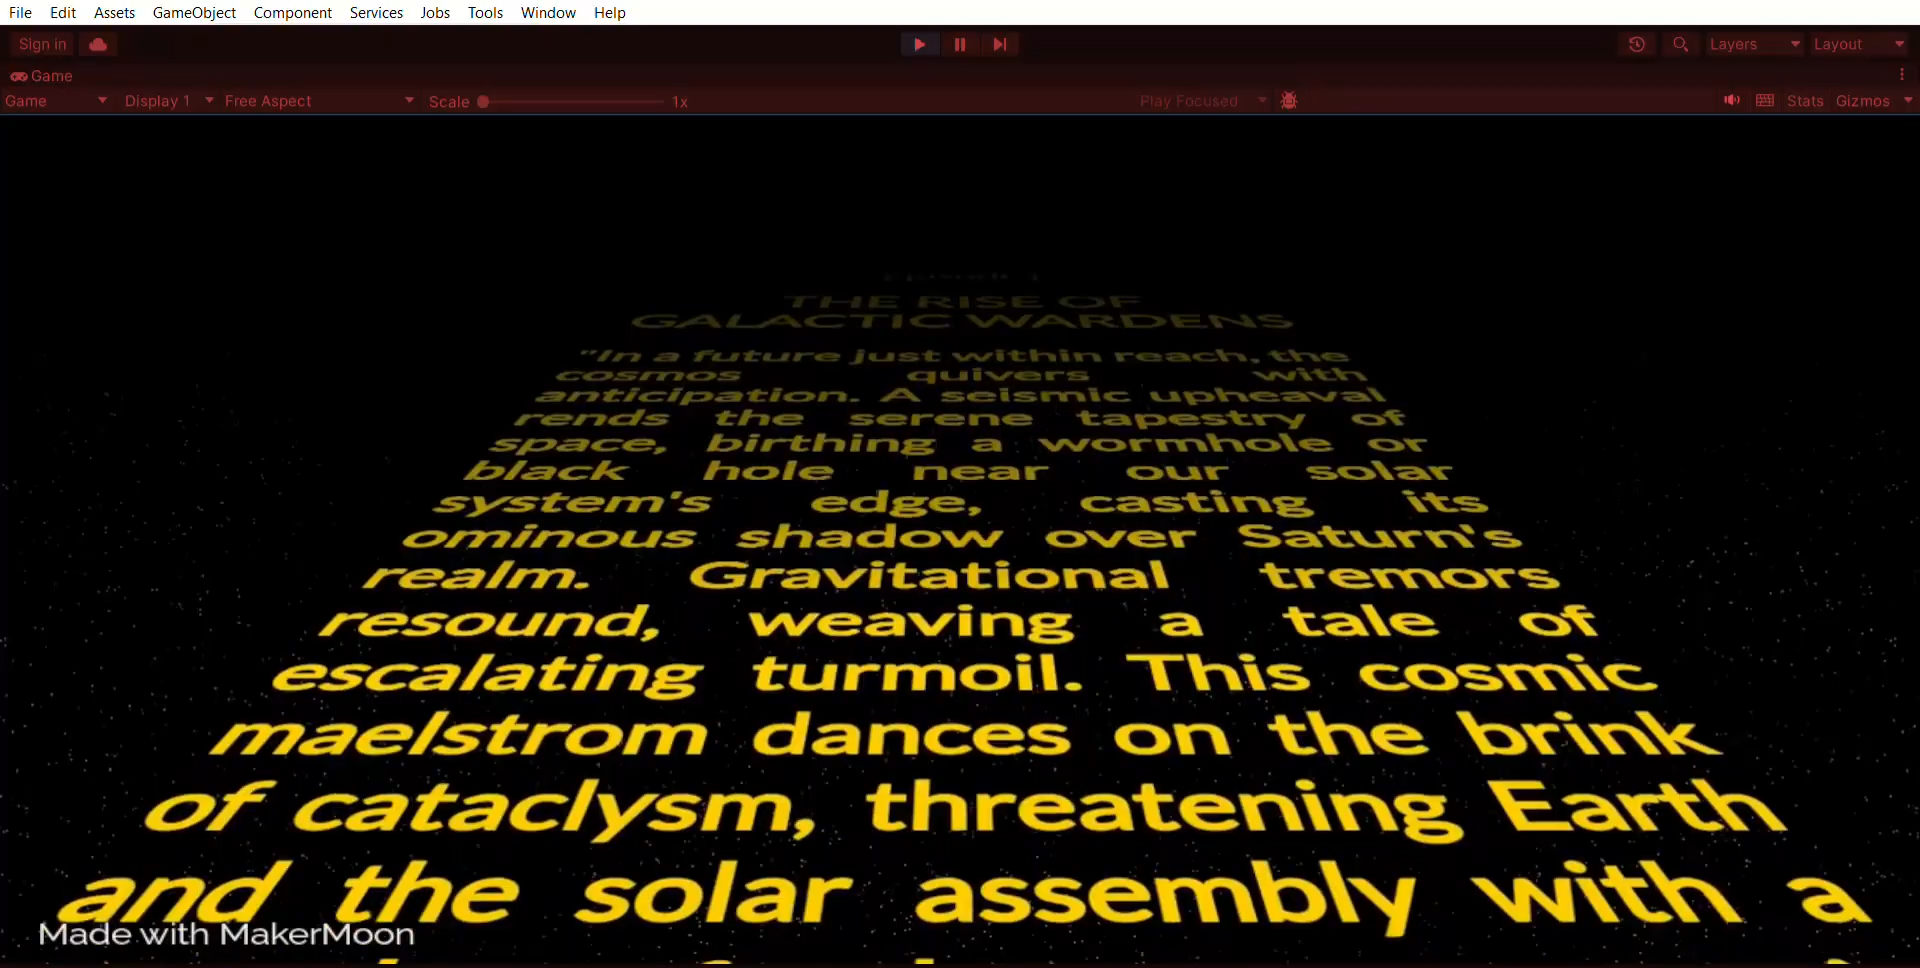 File Edit Assets GameObject Component Services Jobs Tools Window Help
Sign in Layers Layout
Game
Game Display 1 Free Aspect Scale 1x Play Focused Stats Gizmos
THE RISE OF
GALACTIC WARDENS
"In a future just within reach, the
cosmos quivers with
anticipation. A seismic upheaval
rends the serene tapestry of
space, birthing a wormhole or
black hole near our solar
system's edge, casting its
ominous shadow over Saturn's
realm. Gravitational tremors
resound, weaving a tale of
escalating turmoil. This cosmic
maelstrom dances on the brink
of cataclysm, threatening Earth
and the solar assembly with a
Made with MakerMoon